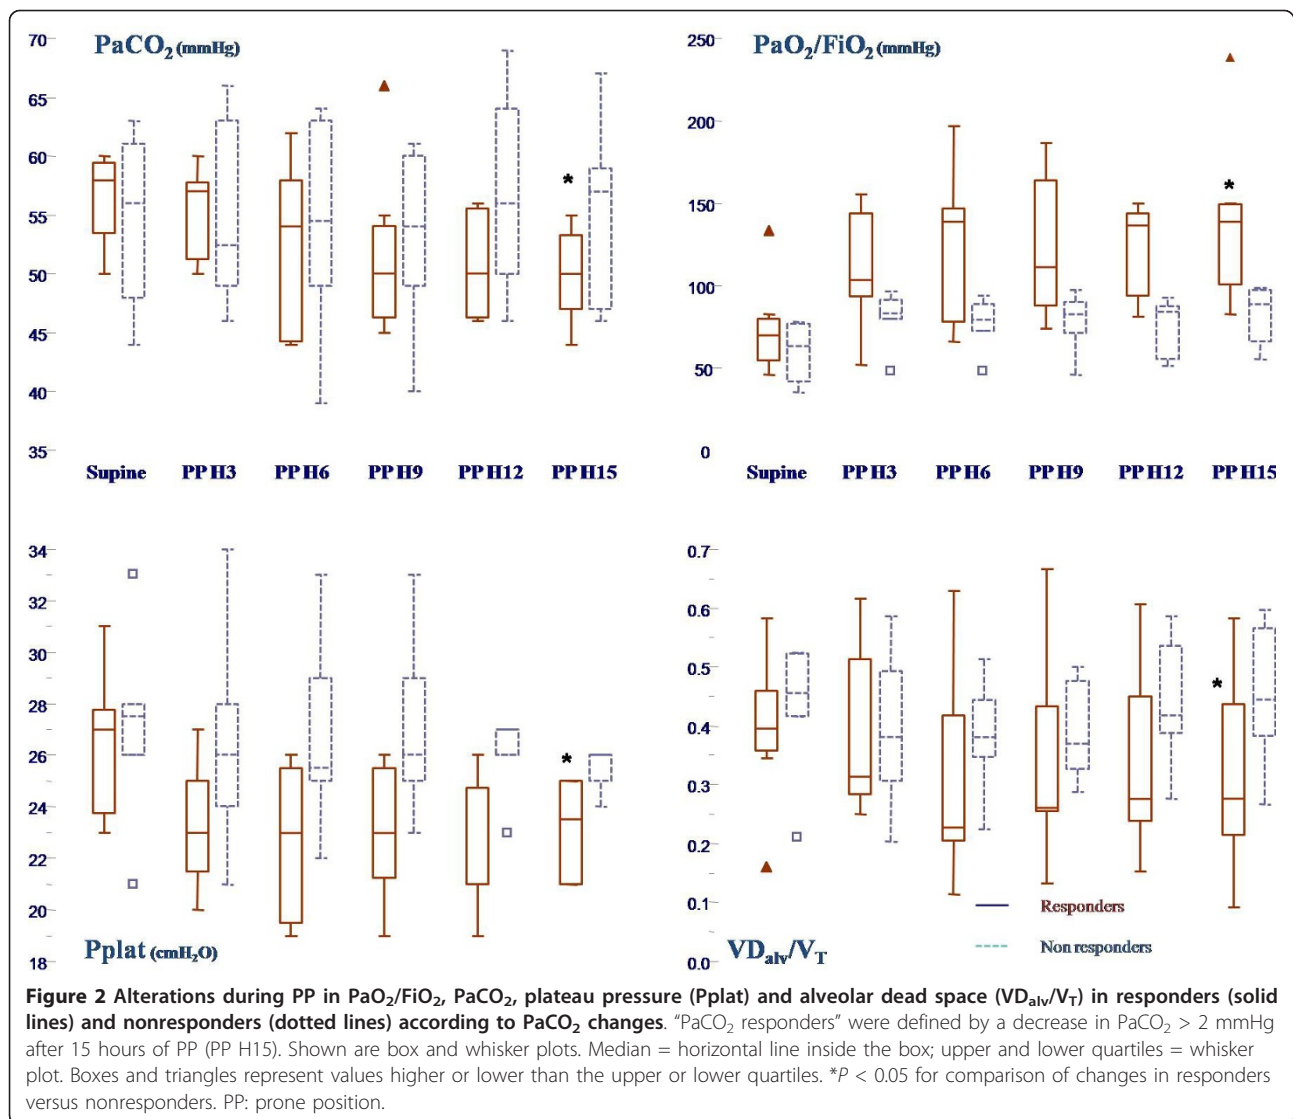 PaCO₂ (mmHg)
70
65
60
55
50
45
40
35
*
Supine PP H3 PP H6 PP H9 PP H12 PP H15
PaO₂/FiO₂ (mmHg)
250
200
150
100
50
0
*
Supine PP H3 PP H6 PP H9 PP H12 PP H15
34
32
30
28
26
24
22
20
18
*
Pplat (cmH₂O)
0.7
0.6
0.5
0.4
0.3
0.2
0.1
0.0
*
Responders
Non responders
VDalv/VT
Figure 2 Alterations during PP in PaO₂/FiO₂, PaCO₂, plateau pressure (Pplat) and alveolar dead space (VDalv/VT) in responders (solid
lines) and nonresponders (dotted lines) according to PaCO₂ changes. “PaCO₂ responders” were defined by a decrease in PaCO₂ > 2 mmHg
after 15 hours of PP (PP H15). Shown are box and whisker plots. Median = horizontal line inside the box; upper and lower quartiles = whisker
plot. Boxes and triangles represent values higher or lower than the upper or lower quartiles. *P < 0.05 for comparison of changes in responders
versus nonresponders. PP: prone position.